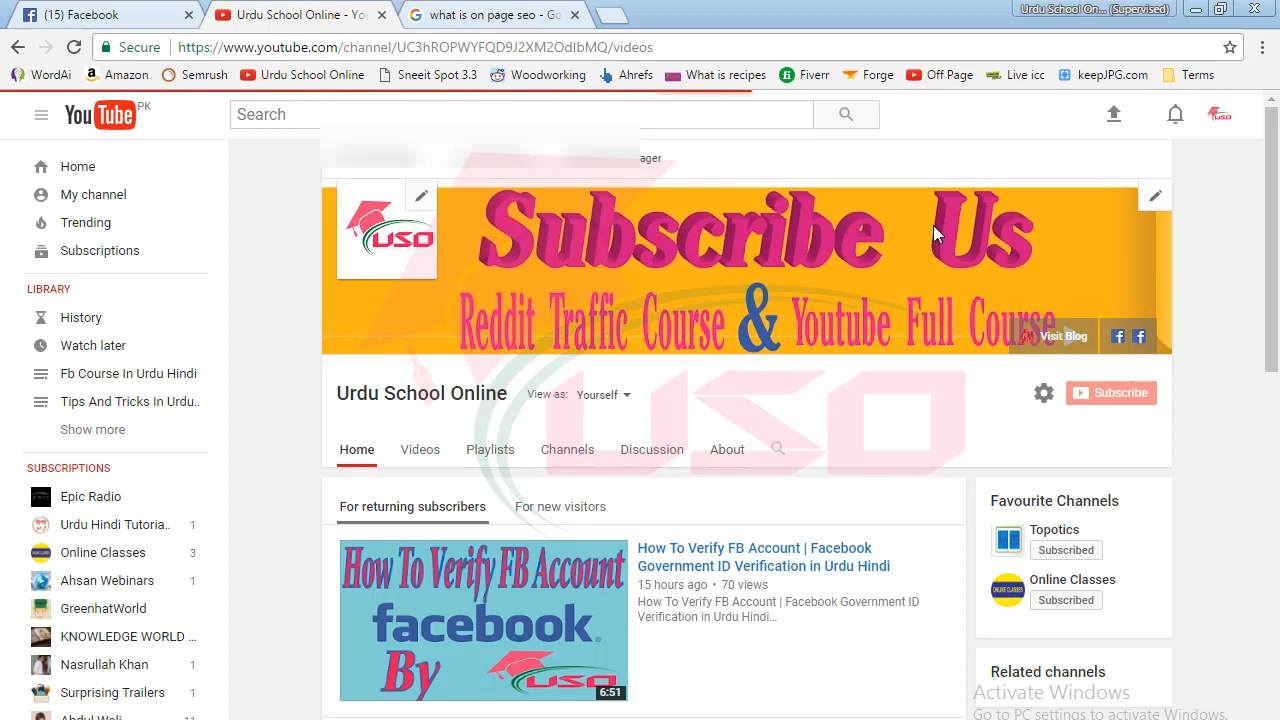 (15) Facebook
Urdu School Online - Yo
what is on page seo - Go
Urdu School On... (Supervised)
Secure
https://www.youtube.com/channel/UC3hROPWYFQD9J2XM2OdIbMQ/videos
WordAi
Amazon
Semrush
Urdu School Online
Sneeit Spot 3.3
Woodworking
Ahrefs
What is recipes
Fiverr
Forge
Off Page
Live icc
keepJPG.com
Terms
YouTube PK
Search
ager
Home
My channel
Trending
Subscriptions
LIBRARY
History
Watch later
Fb Course In Urdu Hindi
Tips And Tricks In Urdu..
Show more
SUBSCRIPTIONS
Epic Radio
Urdu Hindi Tutoria.. 1
Online Classes 3
Ahsan Webinars 1
GreenhatWorld
KNOWLEDGE WORLD ...
Nasrullah Khan 1
Surprising Trailers 1
Abdul Wali 11
USO
Subscribe Us
Reddit Traffic Course & Youtube Full Course
Visit Blog
Urdu School Online
View as: Yourself
Subscribe
Home
Videos
Playlists
Channels
Discussion
About
USO
For returning subscribers
For new visitors
How To Verify FB Account
facebook
By USO
6:51
How To Verify FB Account | Facebook
Government ID Verification in Urdu Hindi
15 hours ago • 70 views
How To Verify FB Account | Facebook Government ID
Verification in Urdu Hindi...
Favourite Channels
Topotics
Subscribed
Online Classes
Subscribed
Related channels
Activate Windows
Go to PC settings to activate Windows.